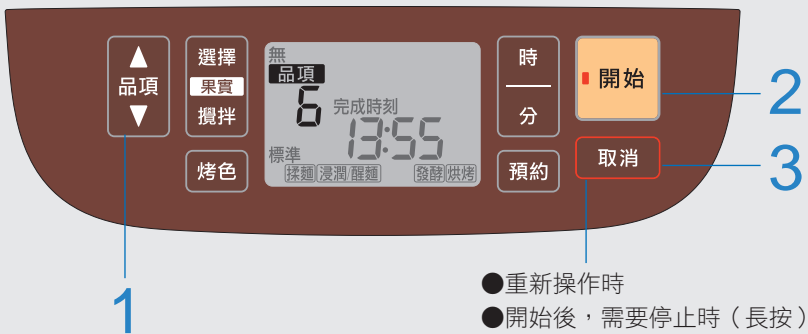 ▲
品項
▼
選擇
果實
攪拌
烤色
無
品項
6
完成時刻
13:55
標準
揉麵 浸潤/醒麵 發酵 烘烤
時
分
預約
開始
取消
1
2
3
●重新操作時
●開始後，需要停止時（長按）